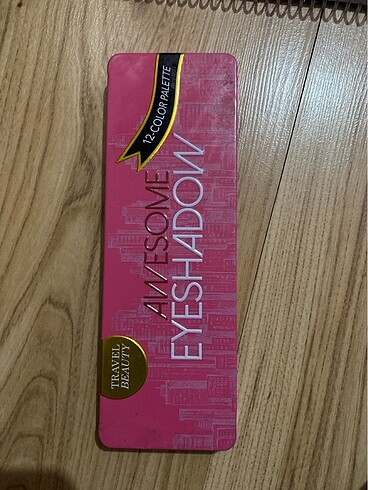 12-COLOR PALETTE
AWESOME
EYESHADOW
TRAVEL
BEAUTY